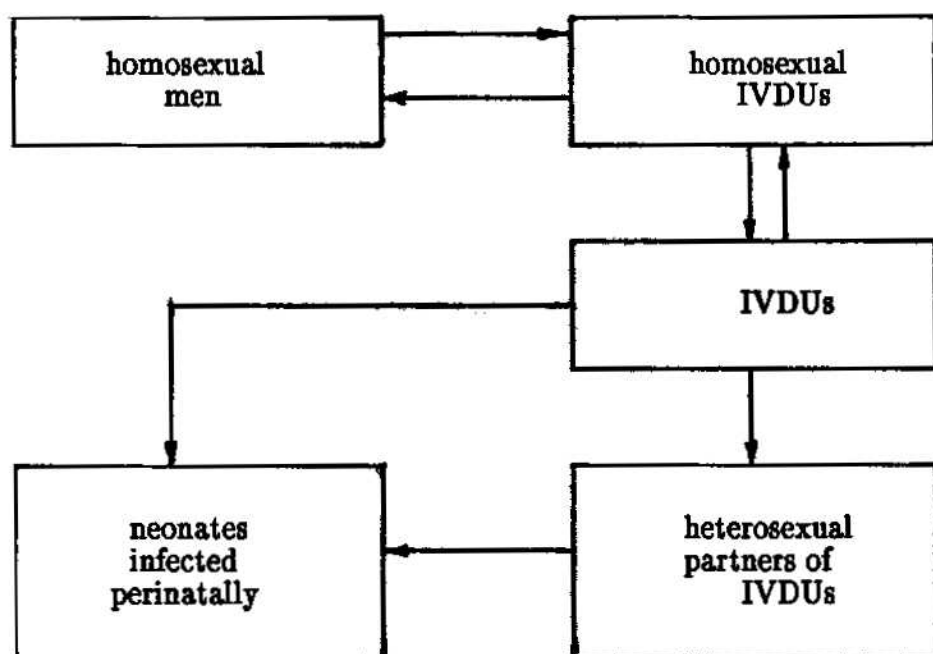 homosexual
men
homosexual
IVDUs
IVDUs
neonates
infected
perinatally
heterosexual
partners of
IVDUs